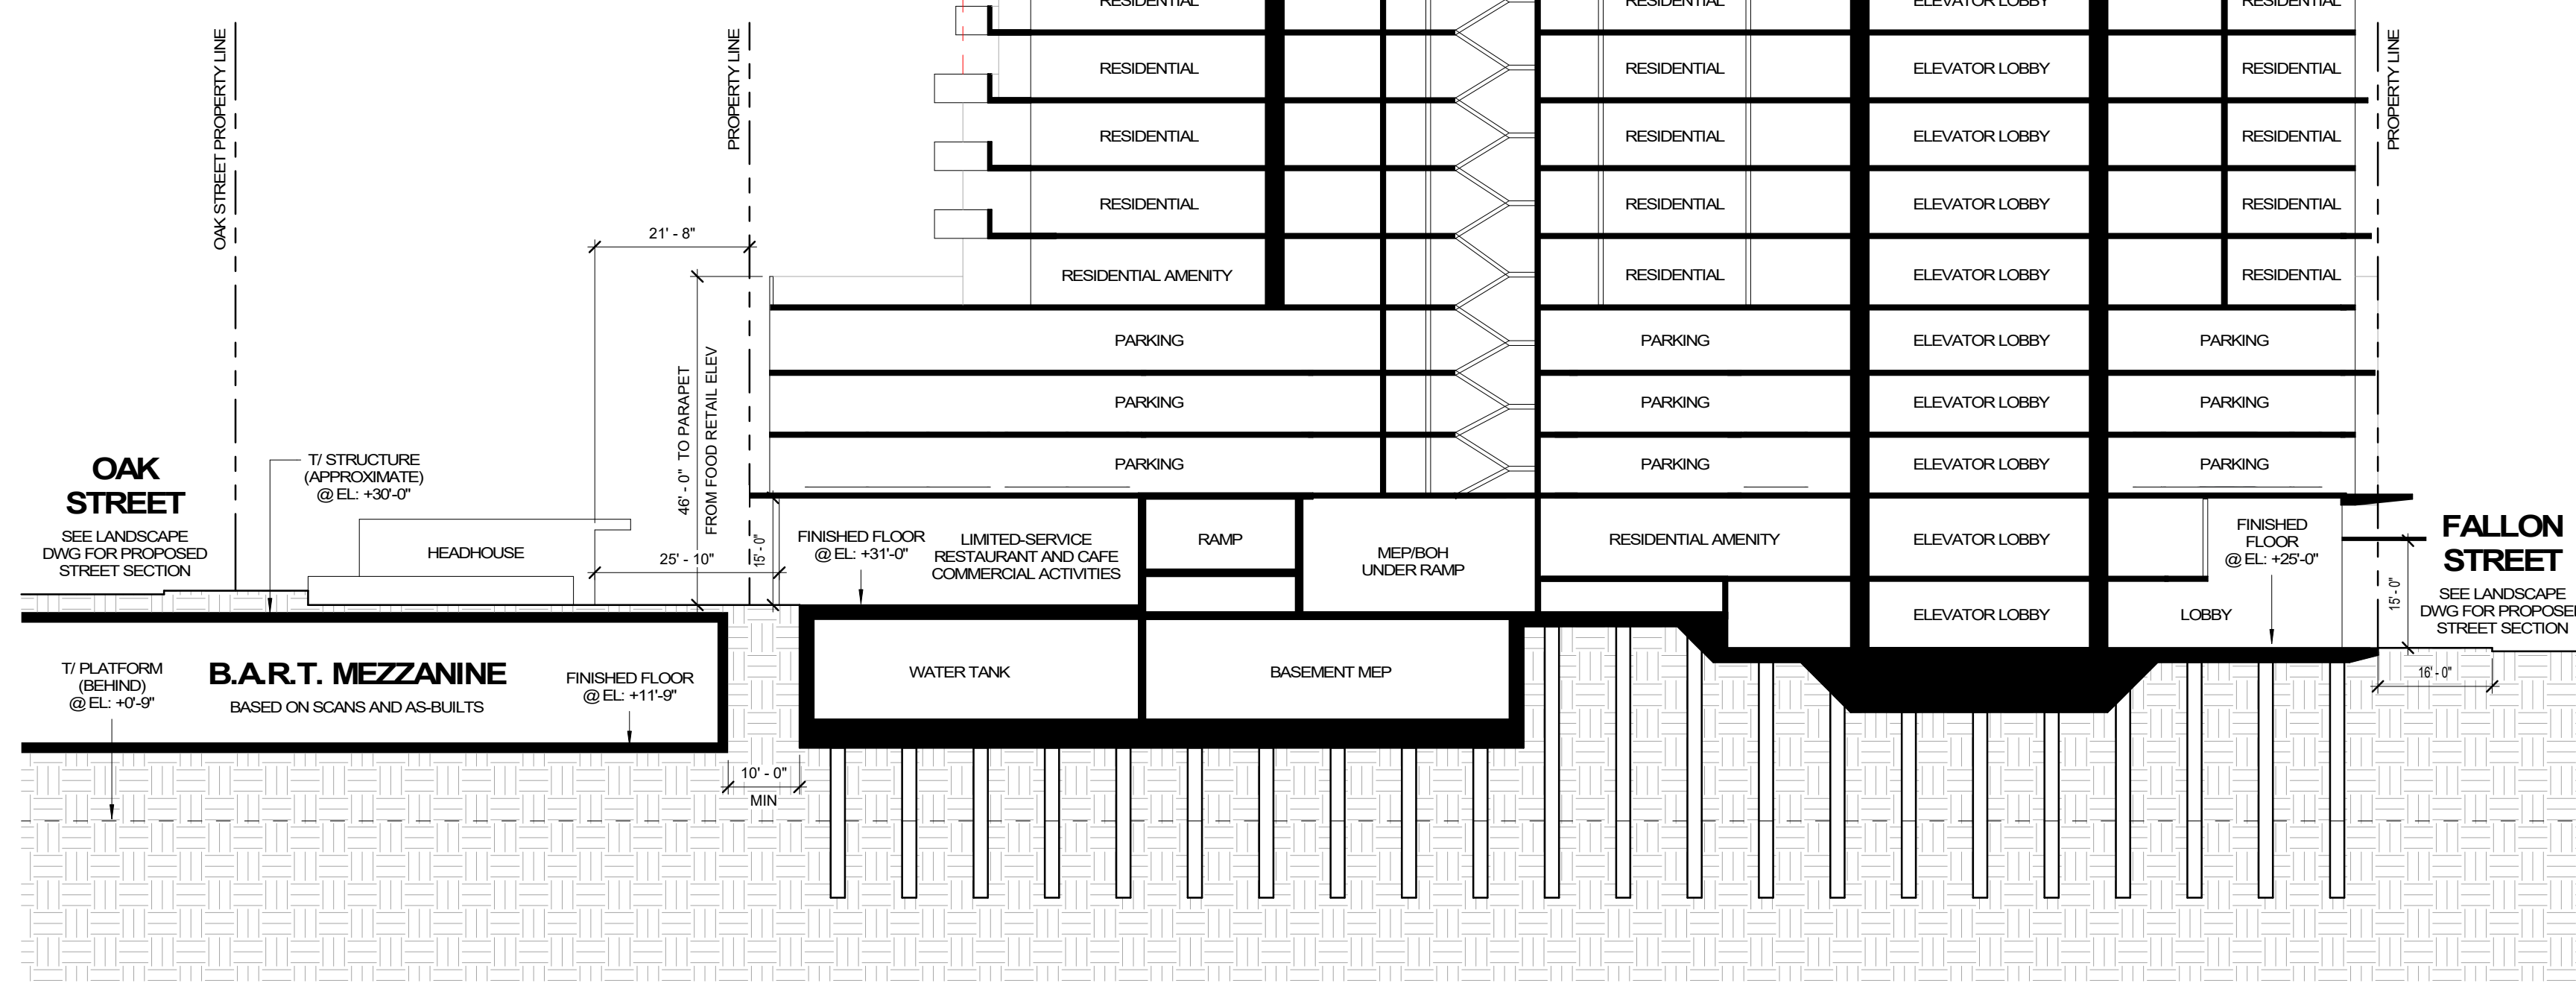 RESIDENTIAL
RESIDENTIAL
ELEVATOR LOBBY
RESIDENTIAL
OAK STREET PROPERTY LINE
PROPERTY LINE
PROPERTY LINE
RESIDENTIAL
RESIDENTIAL
ELEVATOR LOBBY
RESIDENTIAL
RESIDENTIAL
RESIDENTIAL
ELEVATOR LOBBY
RESIDENTIAL
RESIDENTIAL
RESIDENTIAL
ELEVATOR LOBBY
RESIDENTIAL
21' - 8"
RESIDENTIAL AMENITY
RESIDENTIAL
ELEVATOR LOBBY
RESIDENTIAL
PARKING
PARKING
ELEVATOR LOBBY
PARKING
46' - 0" TO PARAPET
FROM FOOD RETAIL ELEV
PARKING
PARKING
ELEVATOR LOBBY
PARKING
PARKING
PARKING
ELEVATOR LOBBY
PARKING
OAK
STREET
SEE LANDSCAPE
DWG FOR PROPOSED
STREET SECTION
T/ STRUCTURE
(APPROXIMATE)
@ EL: +30'-0"
HEADHOUSE
25' - 10"
15' - 0"
FINISHED FLOOR
@ EL: +31'-0"
LIMITED-SERVICE
RESTAURANT AND CAFE
COMMERCIAL ACTIVITIES
RAMP
MEP/BOH
UNDER RAMP
RESIDENTIAL AMENITY
ELEVATOR LOBBY
FINISHED
FLOOR
@ EL: +25'-0"
FALLON
STREET
SEE LANDSCAPE
DWG FOR PROPOSED
STREET SECTION
15' - 0"
ELEVATOR LOBBY
LOBBY
T/ PLATFORM
(BEHIND)
@ EL: +0'-9"
B.A.R.T. MEZZANINE
BASED ON SCANS AND AS-BUILTS
FINISHED FLOOR
@ EL: +11'-9"
WATER TANK
BASEMENT MEP
16' - 0"
10' - 0"
MIN